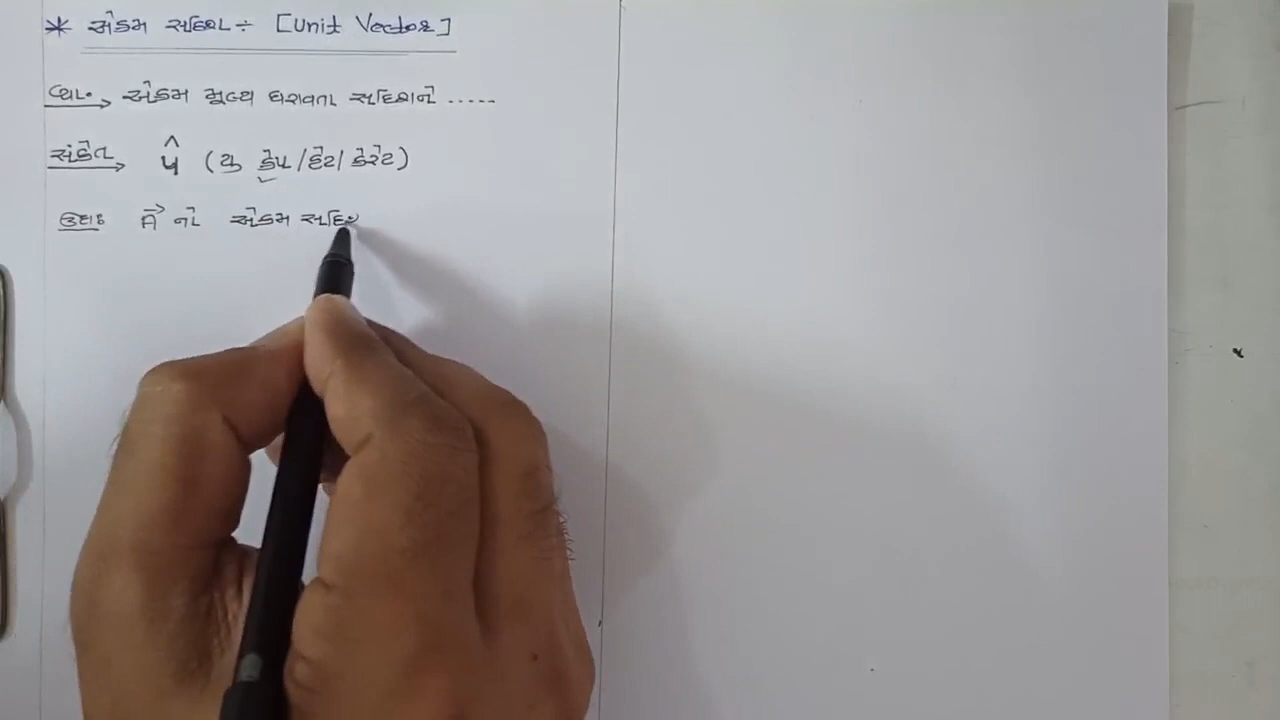 * એકમ સદિશ ÷ [Unit Vector]
વ્યા. → એકમ મૂલ્ય ધરાવતા સદિશને .....
સંકેત → û (યુ કેપ/હેટ/કેરેટ)
ઉદાહ A⃗ નો એકમ સદિશ